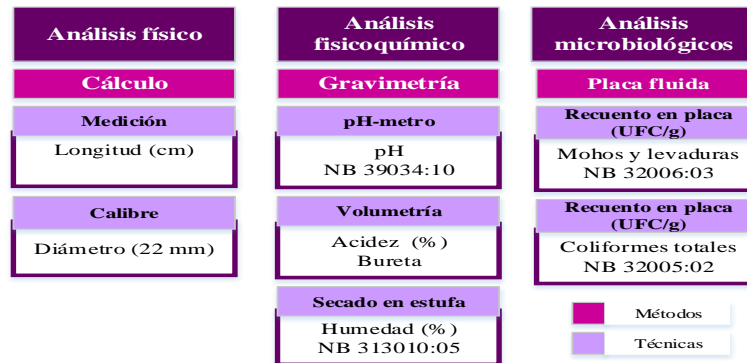 Análisis físico
Cálculo
Medición
Longitud (cm)
Calibre
Diámetro (22 mm)
Análisis
fisicoquímico
Gravimetría
pH-metro
pH
NB 39034:10
Volumetría
Acidez (%)
Bureta
Secado en estufa
Humedad (%)
NB 313010:05
Análisis
microbiológicos
Placa fluida
Recuento en placa
(UFC/g)
Mohos y levaduras
NB 32006:03
Recuento en placa
(UFC/g)
Coliformes totales
NB 32005:02
Métodos
Técnicas